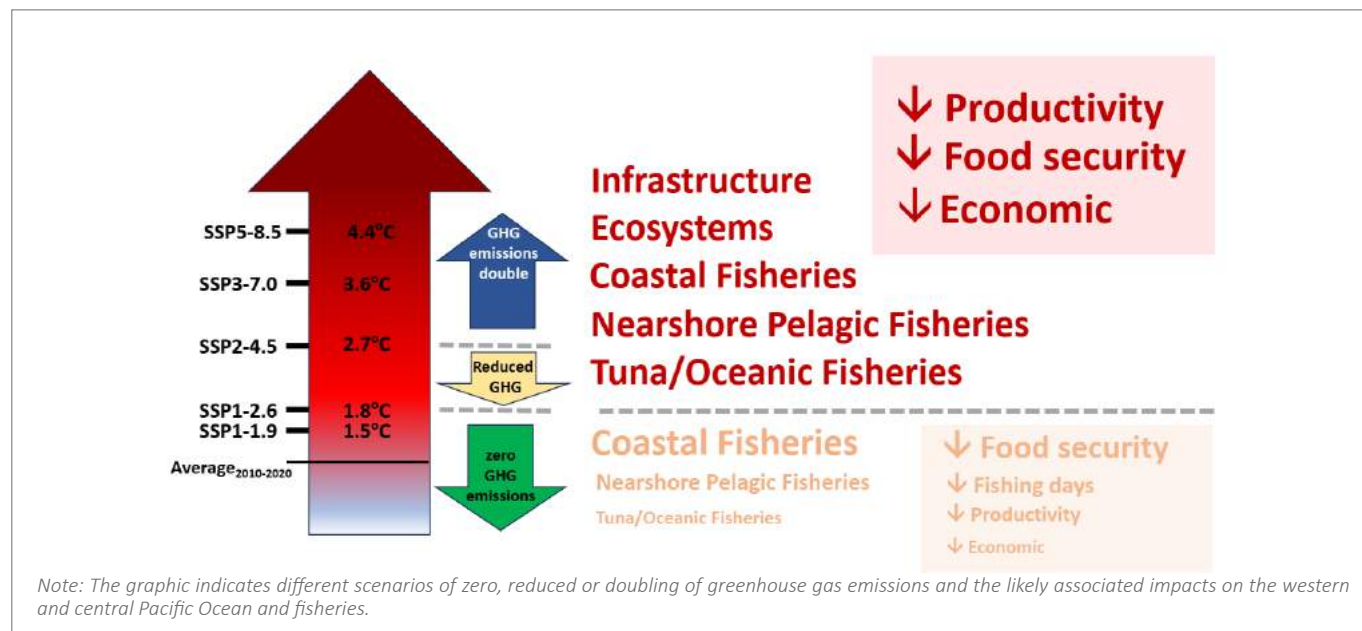 ↓ Productivity
↓ Food security
↓ Economic
Infrastructure
Ecosystems
Coastal Fisheries
Nearshore Pelagic Fisheries
Tuna/Oceanic Fisheries
SSP5-8.5
4.4°C
SSP3-7.0
3.6°C
SSP2-4.5
2.7°C
SSP1-2.6
1.8°C
SSP1-1.9
1.5°C
Average2010-2020
GHG
emissions
double
Reduced
GHG
zero
GHG
emissions
Coastal Fisheries
Nearshore Pelagic Fisheries
Tuna/Oceanic Fisheries
↓ Food security
↓ Fishing days
↓ Productivity
↓ Economic
Note: The graphic indicates different scenarios of zero, reduced or doubling of greenhouse gas emissions and the likely associated impacts on the western
and central Pacific Ocean and fisheries.